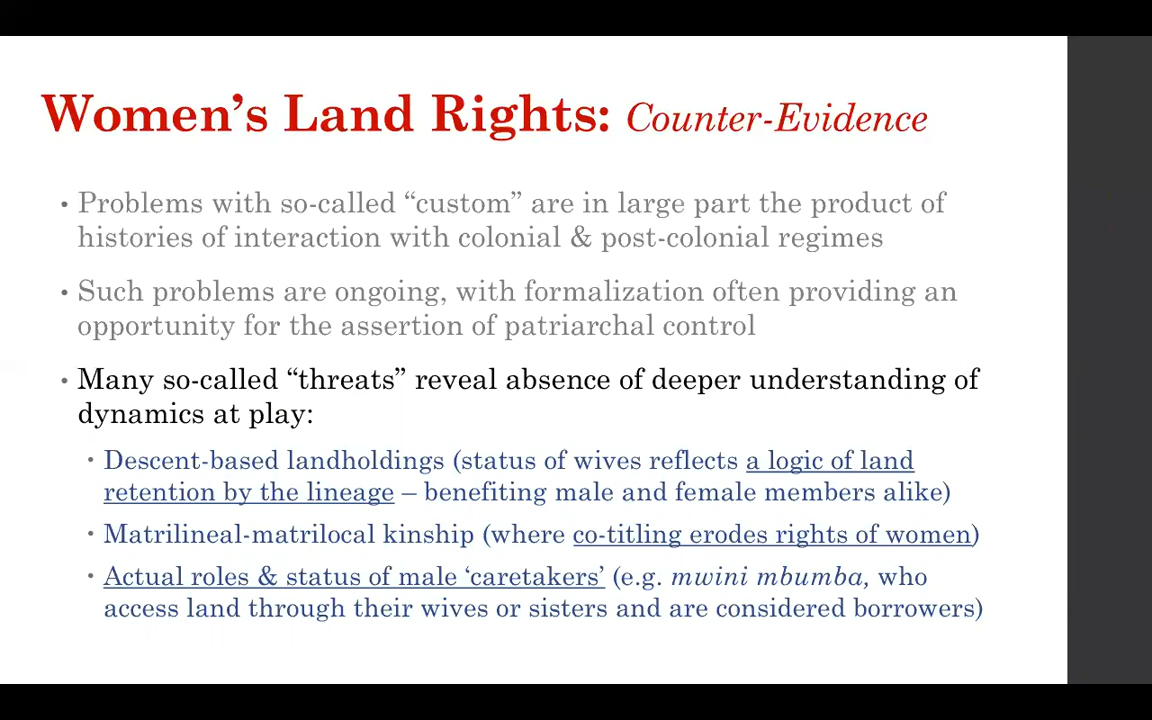 Women’s Land Rights: Counter-Evidence
• Problems with so-called “custom” are in large part the product of
histories of interaction with colonial & post-colonial regimes
• Such problems are ongoing, with formalization often providing an
opportunity for the assertion of patriarchal control
• Many so-called “threats” reveal absence of deeper understanding of
dynamics at play:
• Descent-based landholdings (status of wives reflects a logic of land
retention by the lineage – benefiting male and female members alike)
• Matrilineal-matrilocal kinship (where co-titling erodes rights of women)
• Actual roles & status of male ‘caretakers’ (e.g. mwini mbumba, who
access land through their wives or sisters and are considered borrowers)